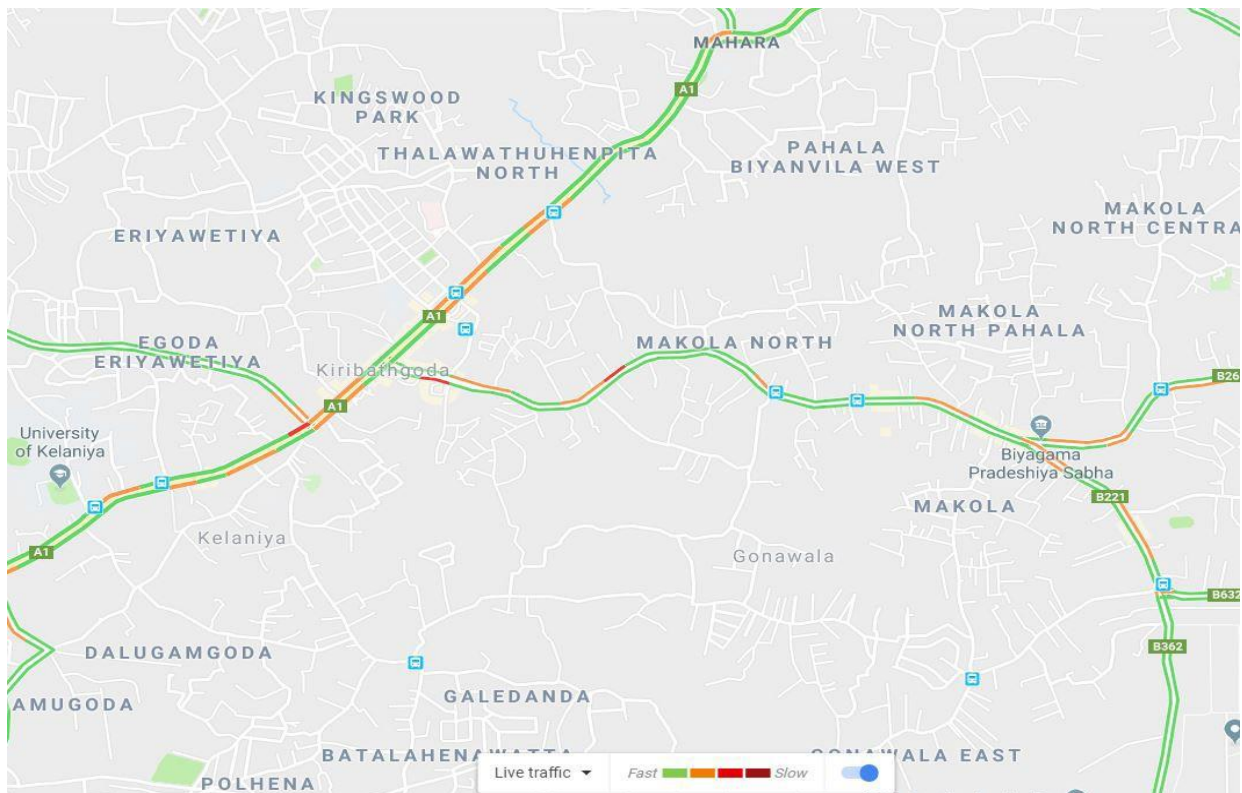 MAHARA
A1
KINGSWOOD
PARK
THALAWATHUHENPITA
NORTH
PAHALA
BIYANVILA WEST
MAKOLA
NORTH CENTRA
ERIYAWETIYA
A1
MAKOLA
NORTH PAHALA
EGODA
ERIYAWETIYA
MAKOLA NORTH
Kiribathgoda
B26
A1
University
of Kelaniya
Biyagama
Pradeshiya Sabha
B221
MAKOLA
Kelaniya
A1
Gonawala
B632
B362
DALUGAMGODA
AMUGODA
GALEDANDA
BATALAHENAWATTA
GONAWALA EAST
POLHENA
Live traffic
Fast
Slow